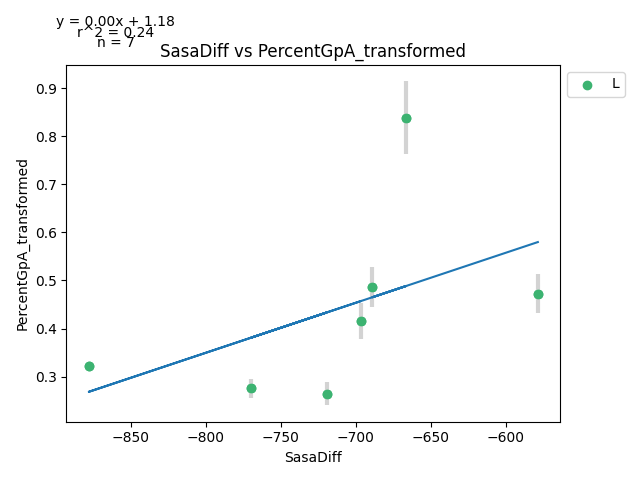 y = 0.00x + 1.18
r^2 = 0.24
n = 7
SasaDiff vs PercentGpA_transformed
L
PercentGpA_transformed
0.9
0.8
0.7
0.6
0.5
0.4
0.3
−850 −800 −750 −700 −650 −600
SasaDiff